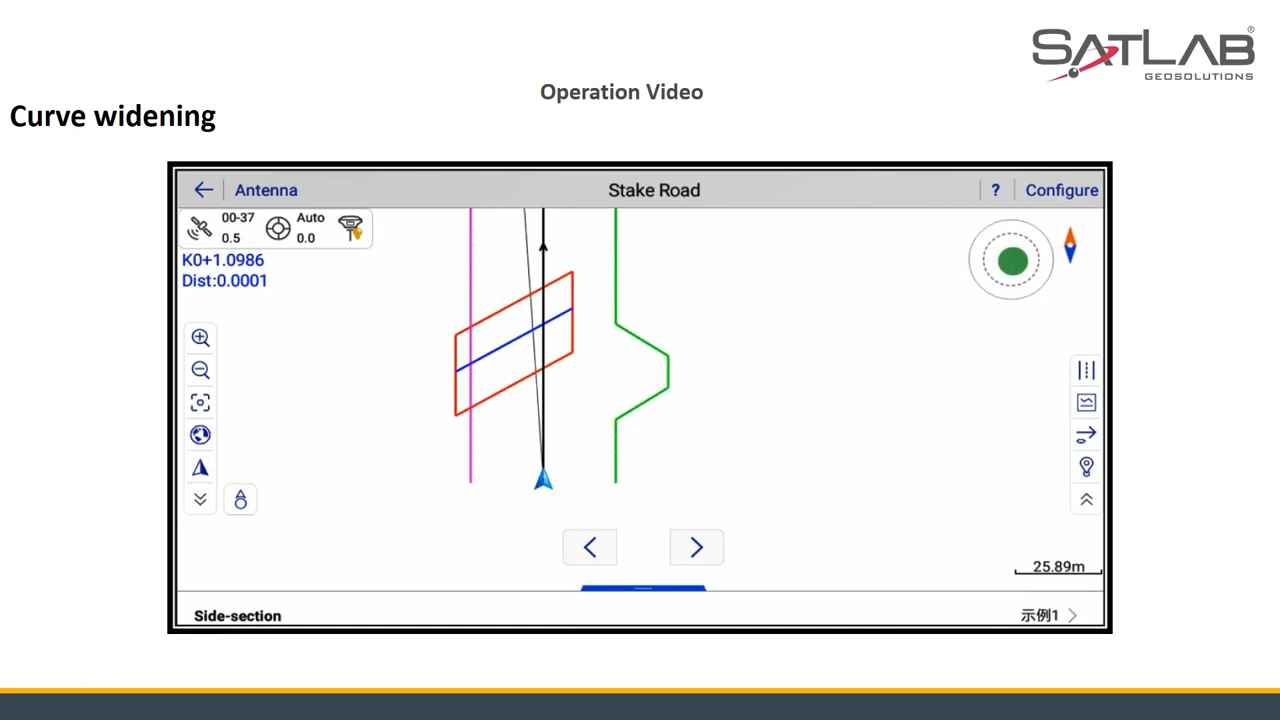 SATLAB®
GEOSOLUTIONS
Operation Video
Curve widening
Antenna
Stake Road
?
Configure
00-37
0.5
Auto
0.0
K0+1.0986
Dist:0.0001
25.89m
Side-section
示例1